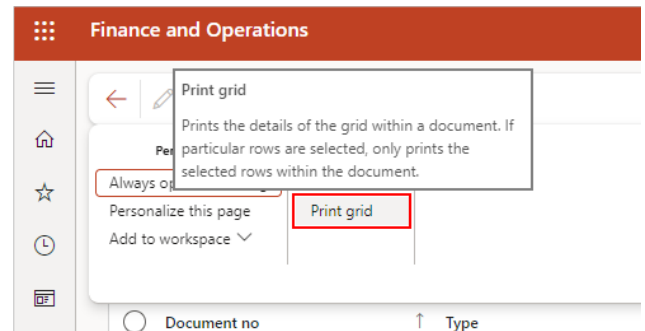 Finance and Operations
Print grid
Prints the details of the grid within a document. If
particular rows are selected, only prints the
selected rows within the document.
Always
Personalize this page
Print grid
Add to workspace
Document no
Type